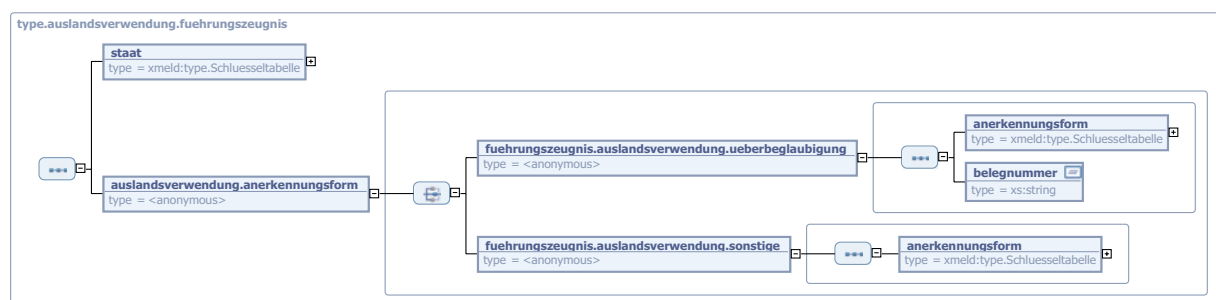 type.auslandsverwendung.fuehrungszeugnis
staat
type = xmeld:type.Schluesseltabelle
auslandsverwendung.anerkennungsform
type = <anonymous>
fuehrungszeugnis.auslandsverwendung.ueberbeglaubigung
type = <anonymous>
anerkennungsform
type = xmeld:type.Schluesseltabelle
belegnummer
type = xs:string
fuehrungszeugnis.auslandsverwendung.sonstige
type = <anonymous>
anerkennungsform
type = xmeld:type.Schluesseltabelle